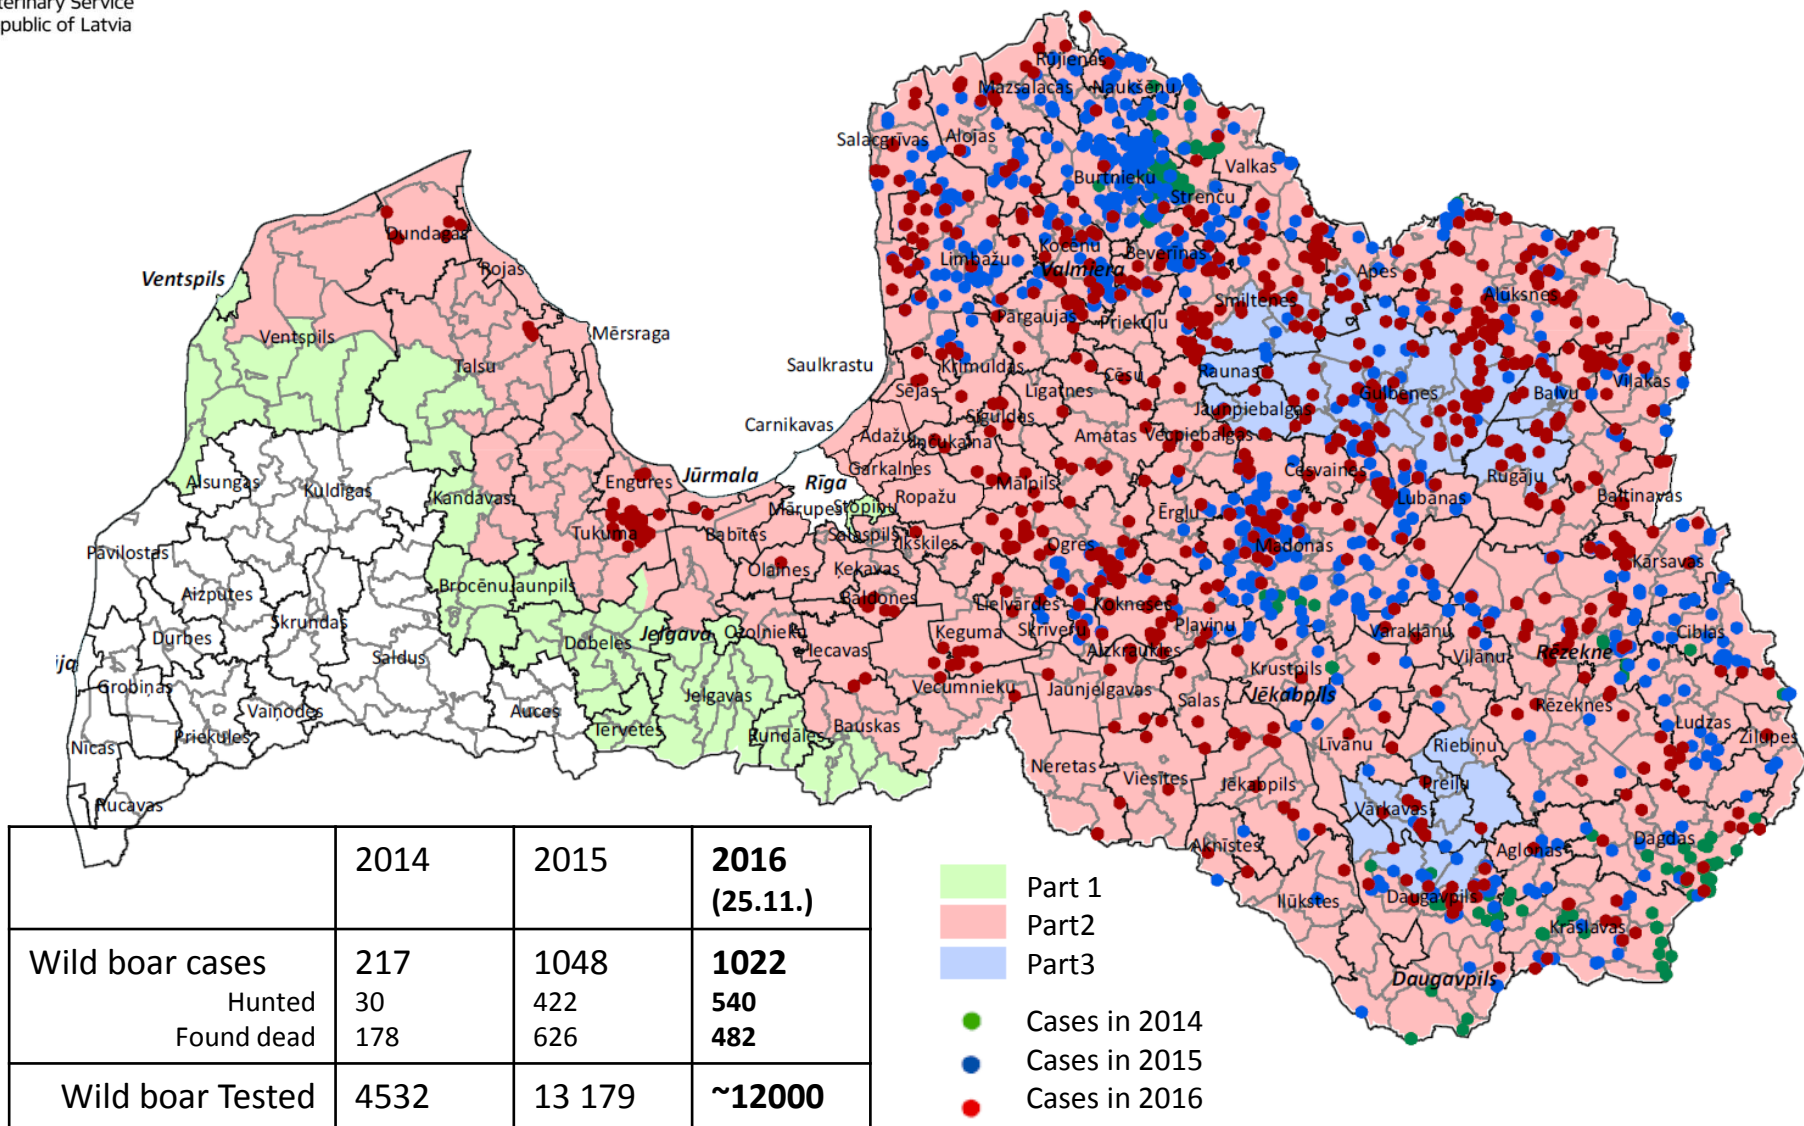 public of Latvia
Rūjienas
Mazsalacas
Naukšēnu
Salacgrīvas
Alojas
Valkas
Burtnieku
Strenču
Dundagas
Kocēnu
Beverīnas
Limbažu
Valmiera
Rojas
Apes
Ventspils
Alūksnes
Smiltenes
Pārgaujas
Priekuļu
Ventspils
Mērsraga
Talsu
Saulkrastu
Krimuldas
Cēsu
Raunas
Vilakas
Sējas
Līgatnes
Gulbenes
Balvu
Jaunpiebalgas
Siguldas
Carnikavas
Ādažu
Inčukalna
Amatas
Vecpiebalgas
Garkalnes
Cesvaines
Jūrmala
Rīga
Alsungas
Kuldīgas
Kandavas
Engures
Ropažu
Mālpils
Lubānas
Rugāju
Baltinavas
Mārupes
Stopiņu
Ērgļu
Tukuma
Babītes
Salaspils
Ikšķiles
Ogres
Madonas
Pāvilostas
Olaines
Ķekavas
Kārsavas
Aizputes
Brocēnu
Jaunpils
Baldones
Lielvārdes
Kokneses
Skrundas
Durbes
Dobeles
Jelgava
Ozolnieku
Iecavas
Ķeguma
Skrīveru
Pļaviņu
Varakļānu
Ciblas
Saldus
Aizkraukles
Viļānu
Rēzekne
Krustpils
Grobiņas
Jelgavas
Vecumnieku
Jaunjelgavas
Salas
Jēkabpils
Rēzeknes
Vaiņodes
Auces
Tērvetes
Rundāles
Bauskas
Ludzas
Zilupes
Nīcas
Priekules
Līvānu
Riebiņu
Neretas
Viesītes
Jēkabpils
Preiļu
Rucavas
Vārkavas
Aknīstes
Aglonas
Dagdas
Ilūkstes
Daugavpils
Krāslavas
Daugavpils
2014 2015 2016
(25.11.)
Wild boar cases 217 1048 1022
Hunted 30 422 540
Found dead 178 626 482
Wild boar Tested 4532 13 179 ~12000
Part 1
Part2
Part3
Cases in 2014
Cases in 2015
Cases in 2016